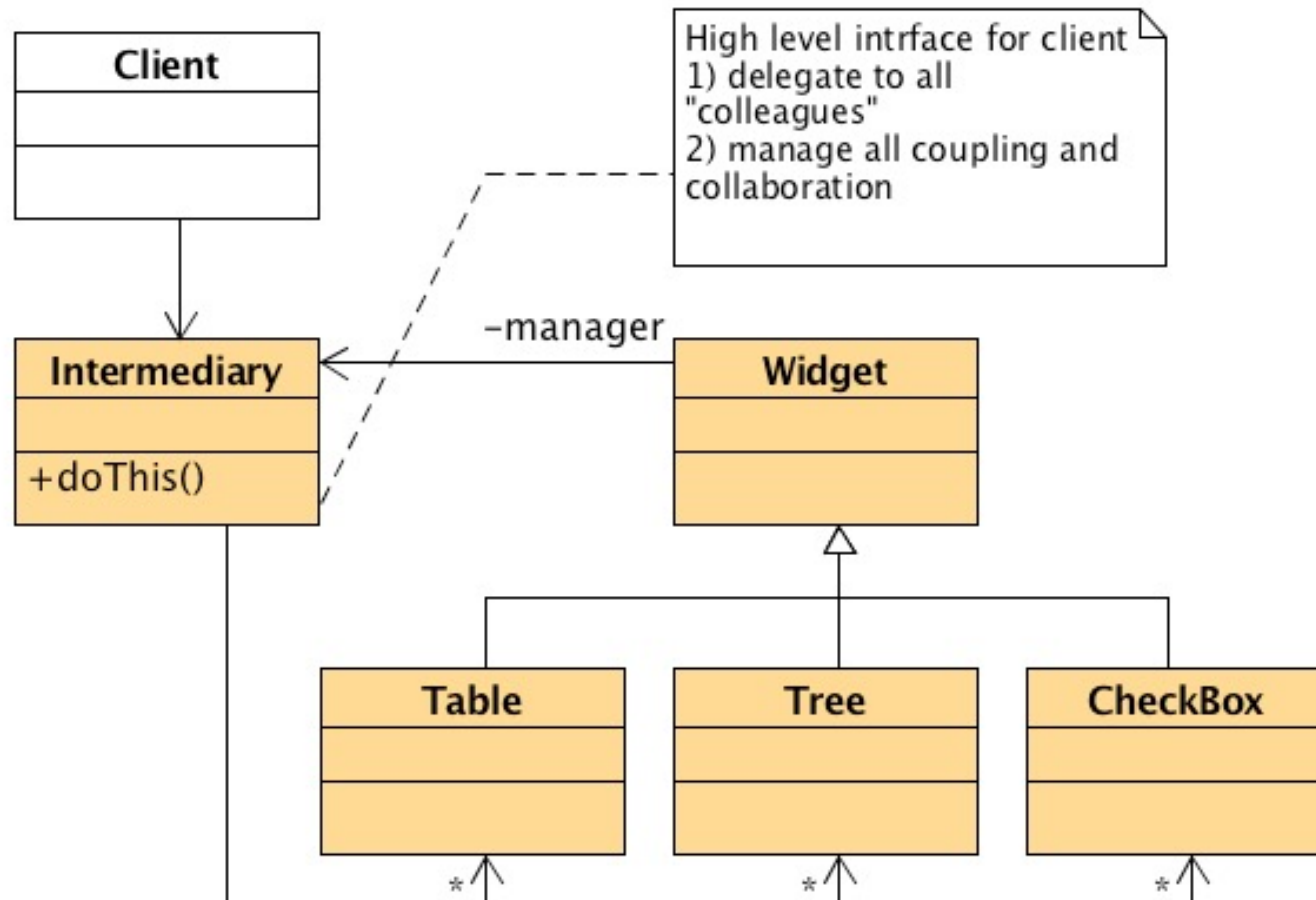 Client
High level intrface for client
1) delegate to all
"colleagues"
2) manage all coupling and
collaboration
-manager
Intermediary
Widget
+doThis()
Table
Tree
CheckBox
*
*
*